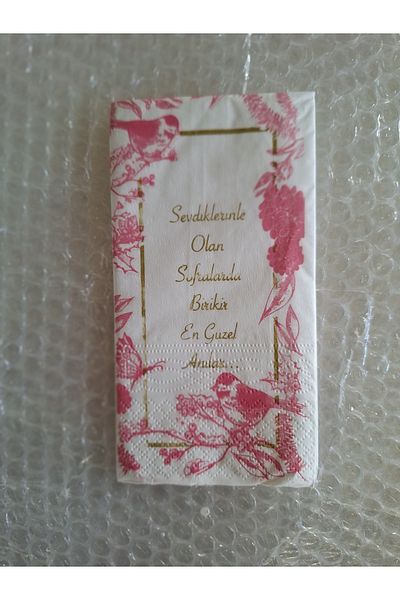 Sevdiklerinle
Olan
Sofralarda
Birikir
En Güzel
Anılar...